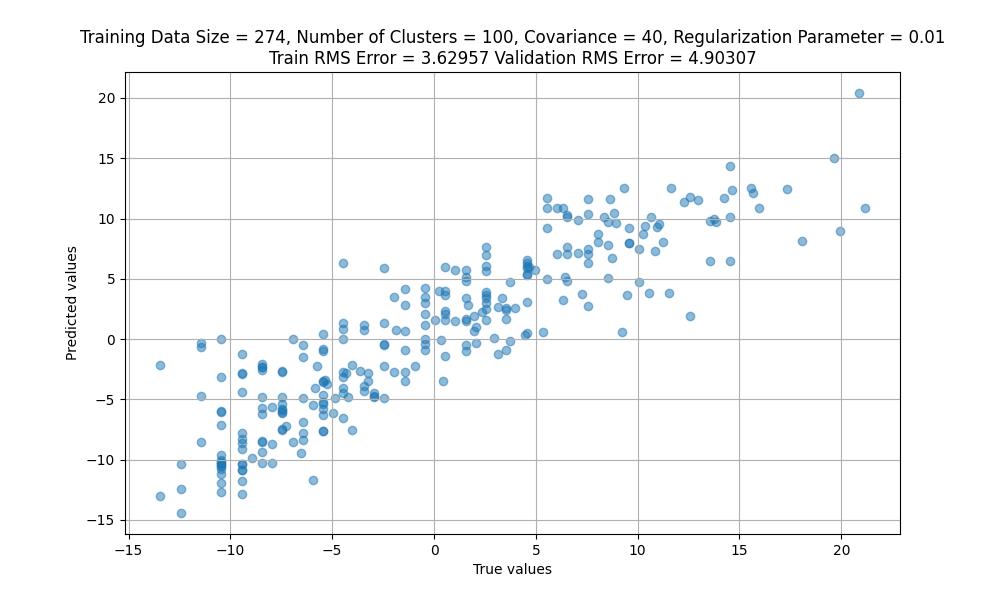 Training Data Size = 274, Number of Clusters = 100, Covariance = 40, Regularization Parameter = 0.01
Train RMS Error = 3.62957 Validation RMS Error = 4.90307
20
15
10
5
0
−5
−10
−15
Predicted values
−15 −10 −5 0 5 10 15 20
True values